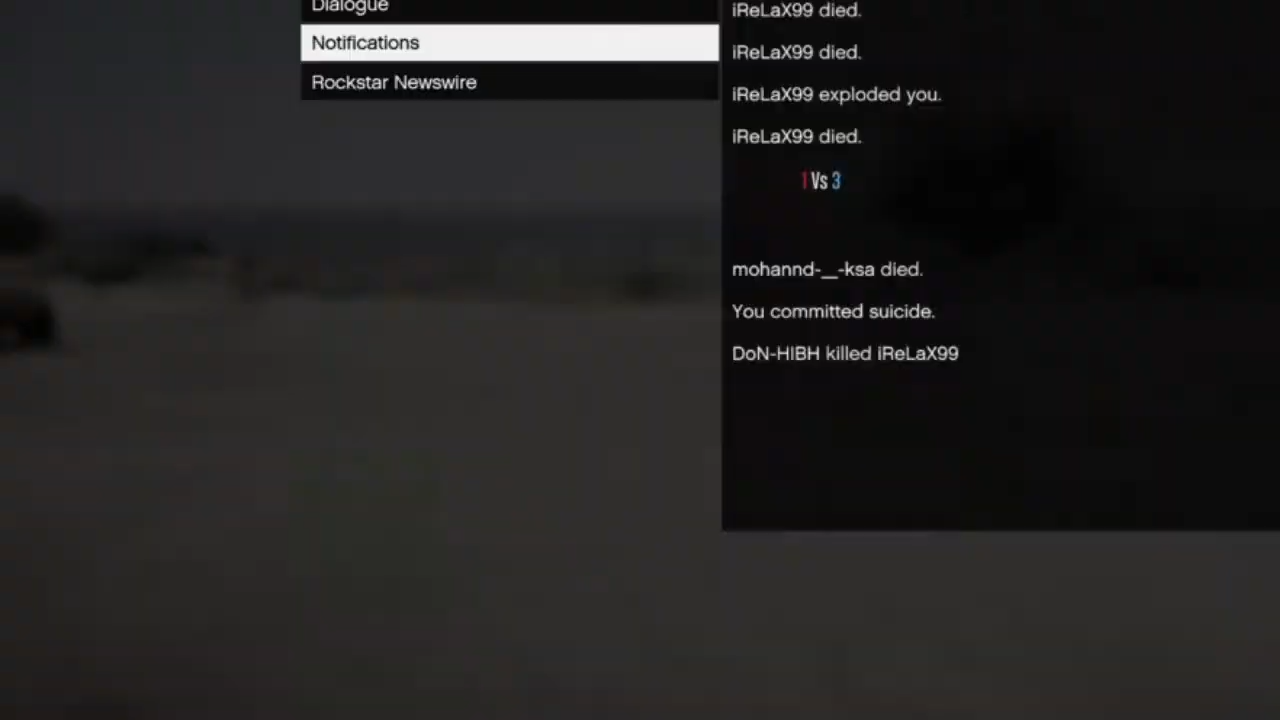 Dialogue
Notifications
Rockstar Newswire
iReLaX99 died.
iReLaX99 died.
iReLaX99 exploded you.
iReLaX99 died.
1 Vs 3
mohannd-__-ksa died.
You committed suicide.
DoN-HIBH killed iReLaX99